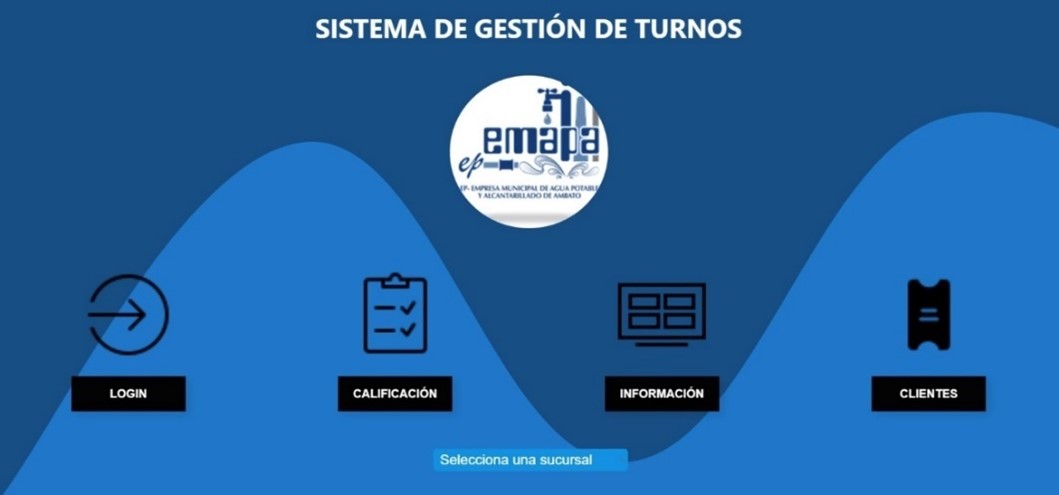 SISTEMA DE GESTIÓN DE TURNOS
emapa
ep
EP- EMPRESA MUNICIPAL DE AGUA POTABLE
Y ALCANTARILLADO DE AMBATO
LOGIN
CALIFICACIÓN
INFORMACIÓN
CLIENTES
Selecciona una sucursal